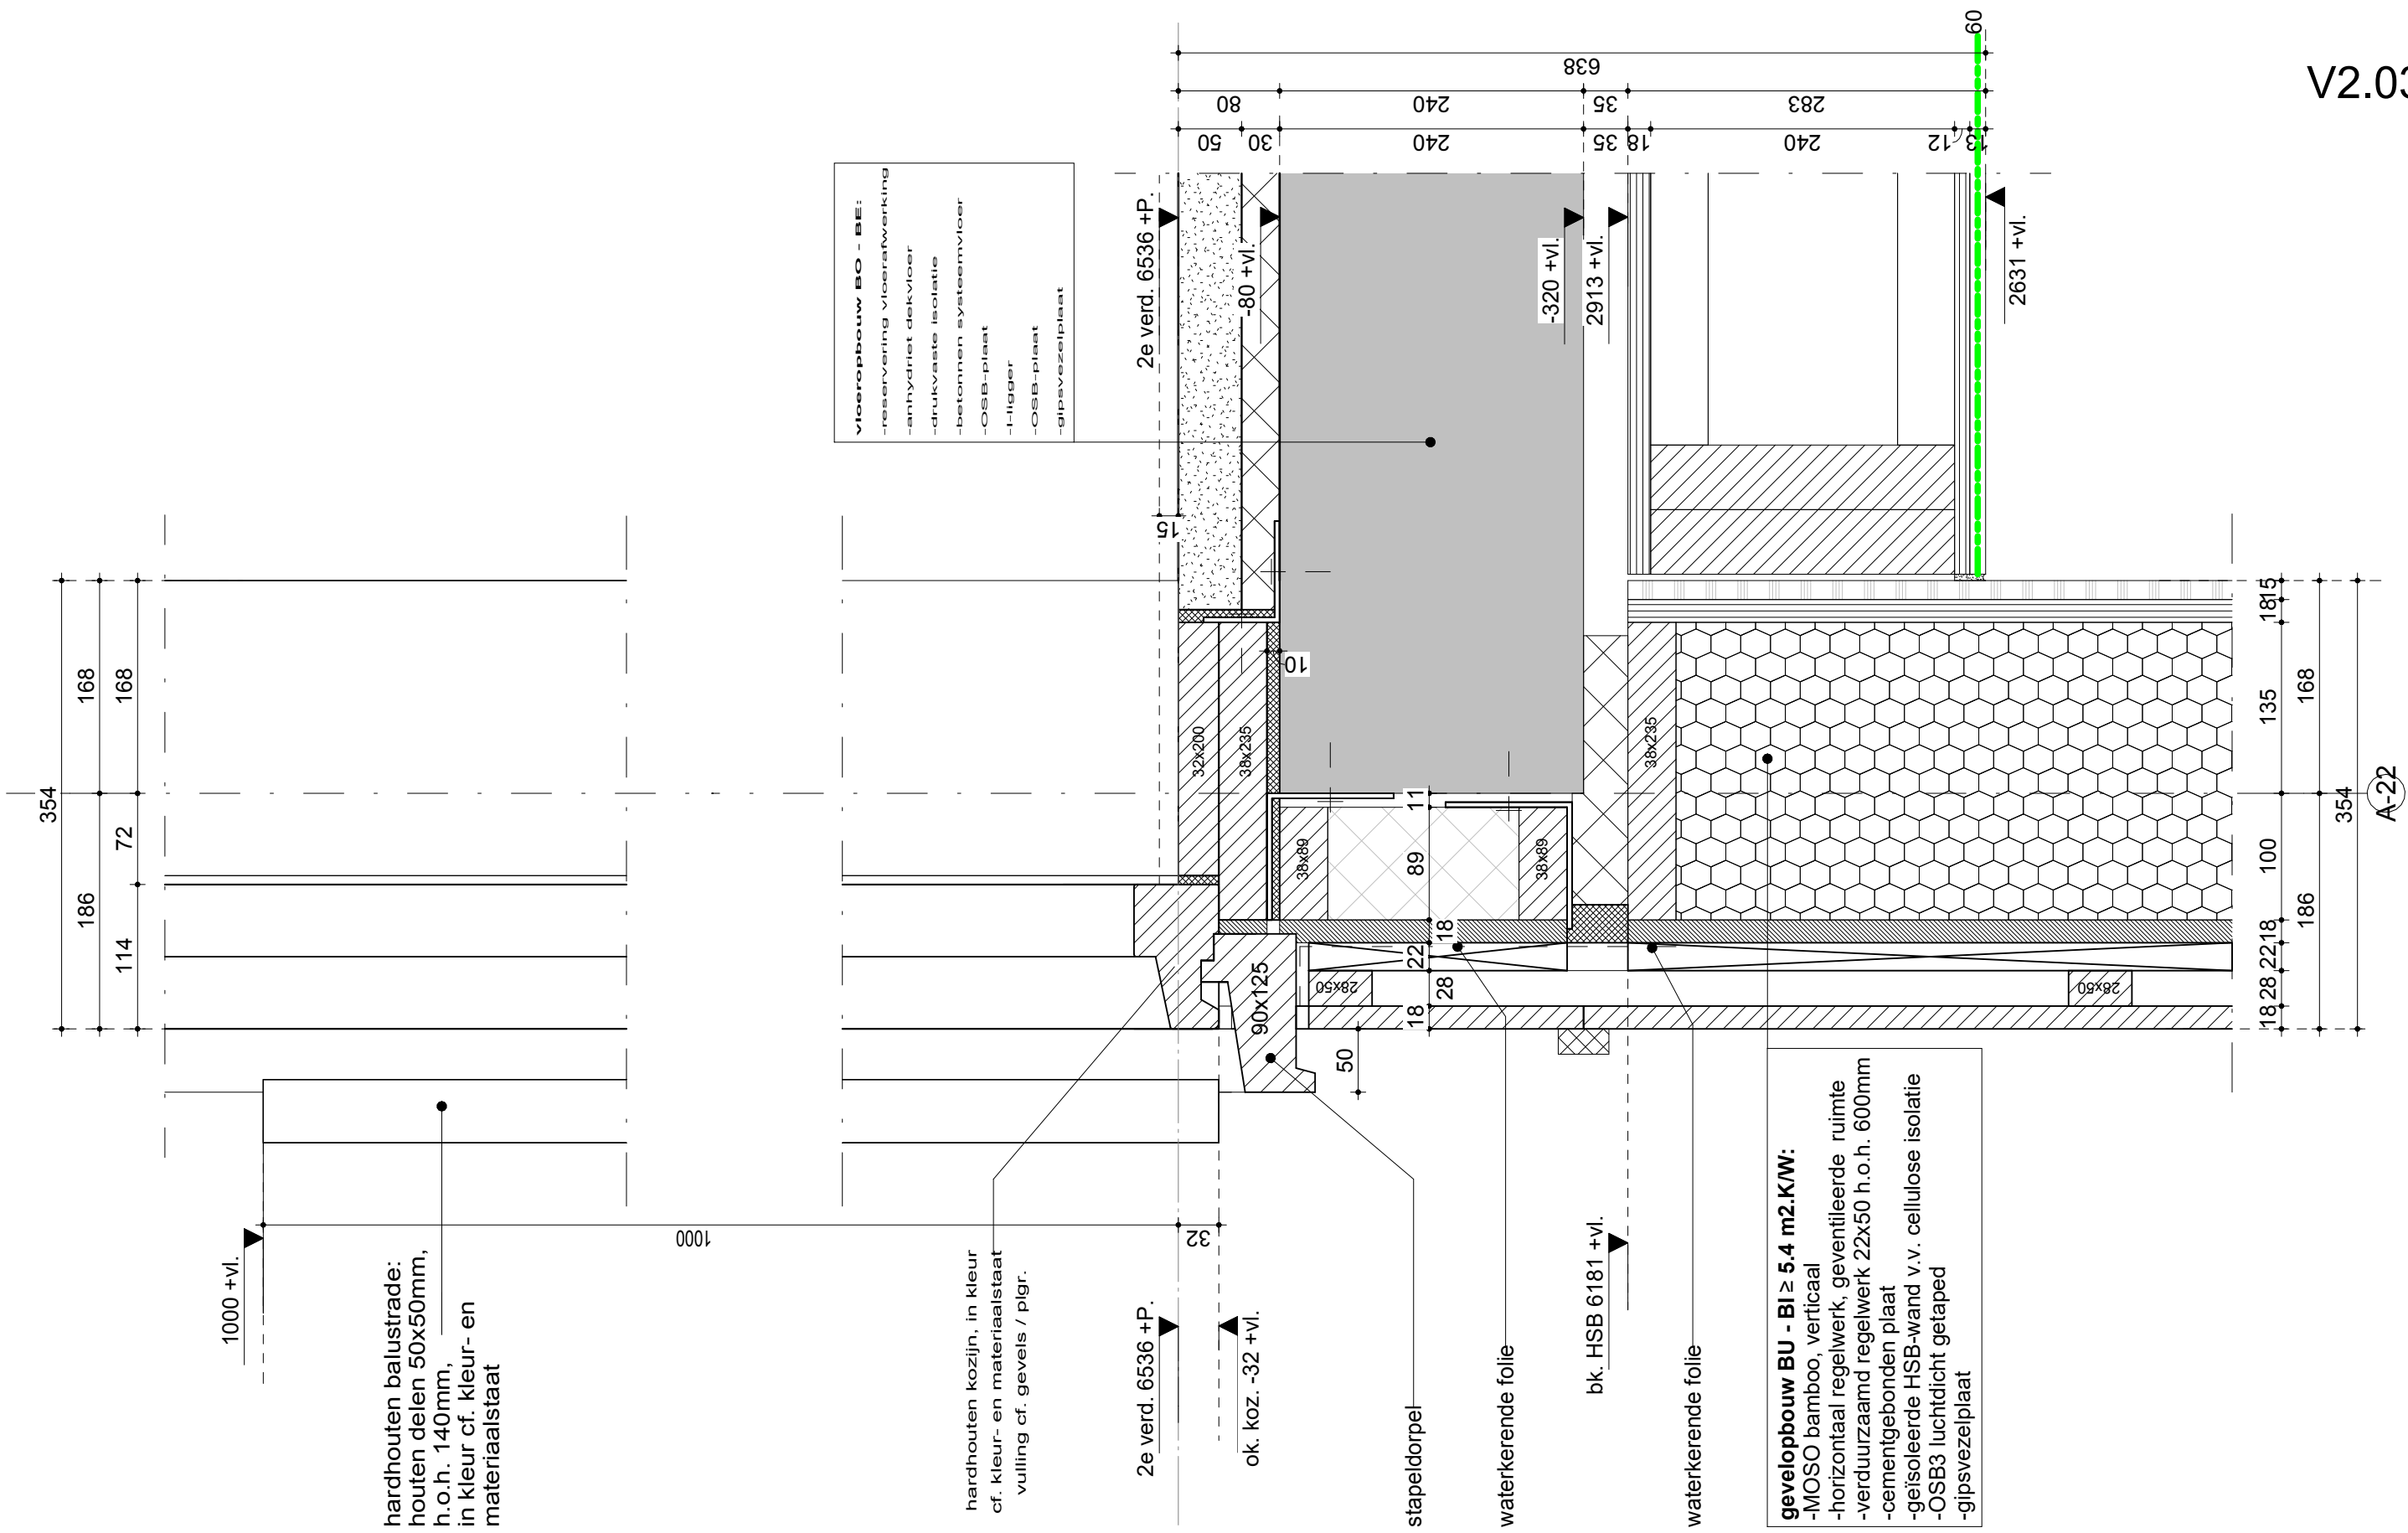 V2.03
09
638
80
240
35
283
50
30
240
35
18
240
12
13
vloeropbouw BO - BE:
-reservering vloerafwerking
-anhydriet dekvloer
-drukvaste isolatie
-betonnen systeemvloer
-OSB-plaat
-I-ligger
-OSB-plaat
-gipsvezelplaat
2e verd. 6536 +P.
-80 +vl.
-320 +vl.
2913 +vl.
2631 +vl.
15
10
354
168
186
168
72
114
32x200
38x235
38x89
38x89
38x235
11
89
18
22
28
18
50
90x125
28x50
28x50
15
18
135
100
18
22
28
18
168
186
354
A-22
1000 +vl.
1000
32
hardhouten balustrade:
houten delen 50x50mm,
h.o.h. 140mm,
in kleur cf. kleur- en
materiaalstaat
hardhouten kozijn, in kleur
cf. kleur- en materiaalstaat
vulling cf. gevels / plgr.
2e verd. 6536 +P.
ok. koz. -32 +vl.
stapeldorpel
waterkerende folie
bk. HSB 6181 +vl.
waterkerende folie
gevelopbouw BU - BI ≥ 5.4 m2.K/W:
-MOSO bamboo, verticaal
-horizontaal regelwerk, geventileerde ruimte
-verduurzaamd regelwerk 22x50 h.o.h. 600mm
-cementgebonden plaat
-geïsoleerde HSB-wand v.v. cellulose isolatie
-OSB3 luchtdicht getaped
-gipsvezelplaat